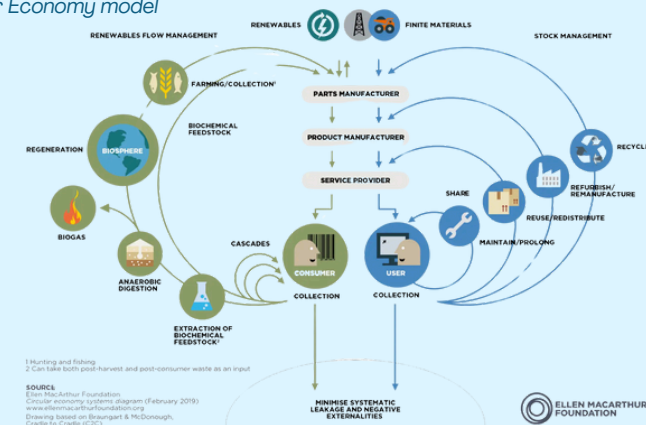 r Economy model
RENEWABLES
FINITE MATERIALS
RENEWABLES FLOW MANAGEMENT
STOCK MANAGEMENT
FARMING/COLLECTION¹
PARTS MANUFACTURER
BIOCHEMICAL
FEEDSTOCK
PRODUCT MANUFACTURER
REGENERATION
BIOSPHERE
RECYCL
SERVICE PROVIDER
REFURBISH/
REMANUFACTURE
SHARE
REUSE/REDISTRIBUTE
BIOGAS
CASCADES
MAINTAIN/PROLONG
CONSUMER
USER
ANAEROBIC
DIGESTION
COLLECTION
COLLECTION
EXTRACTION OF
BIOCHEMICAL
FEEDSTOCK²
1 Hunting and fishing
2 Can take both post-harvest and post-consumer waste as an input
SOURCE
Ellen MacArthur Foundation
Circular economy systems diagram (February 2019)
www.ellenmacarthurfoundation.org
Drawing based on Braungart & McDonough,
Cradle to Cradle (C2C)
MINIMISE SYSTEMATIC
LEAKAGE AND NEGATIVE
EXTERNALITIES
ELLEN MACARTHUR
FOUNDATION